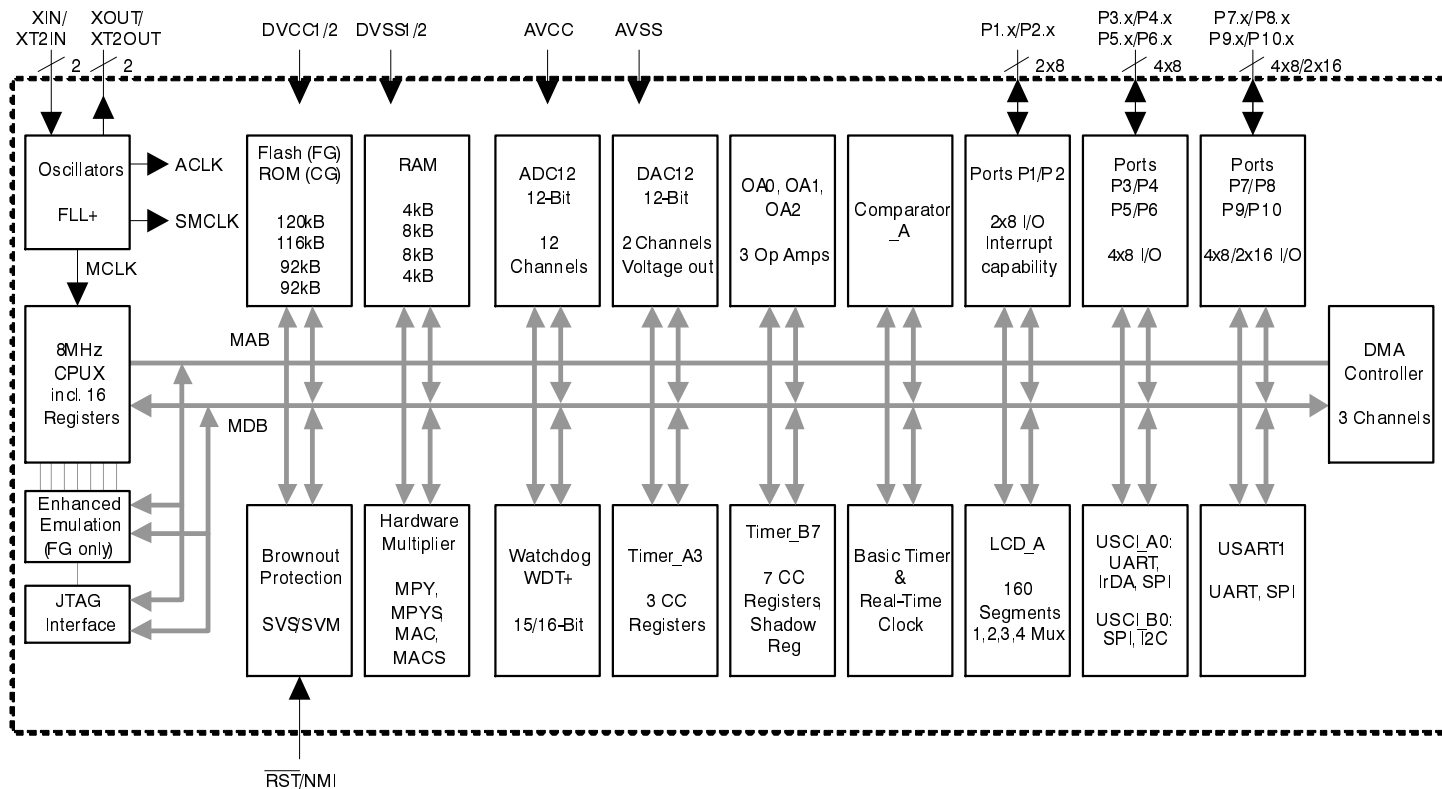 XIN/
XT2IN
XOUT/
XT2OUT
DVCC1/2
DVSS1/2
AVCC
AVSS
P1.x/P2.x
P3.x/P4.x
P5.x/P6.x
P7.x/P8.x
P9.x/P10.x
2
2
2x8
4x8
4x8/2x16
Oscillators
FLL+
ACLK
SMCLK
MCLK
Flash (FG)
ROM (CG)
120kB
116kB
92kB
92kB
RAM
4kB
8kB
8kB
4kB
ADC12
12-Bit
12
Channels
DAC12
12-Bit
2 Channels
Voltage out
OA0, OA1,
OA2
3 Op Amps
Comparator
_A
Ports P1/P2
2x8 I/O
Interrupt
capability
Ports
P3/P4
P5/P6
4x8 I/O
Ports
P7/P8
P9/P10
4x8/2x16 I/O
8MHz
CPUX
incl. 16
Registers
MAB
MDB
DMA
Controller
3 Channels
Enhanced
Emulation
(FG only)
JTAG
Interface
Brownout
Protection
SVS/SVM
Hardware
Multiplier
MPY,
MPYS,
MAC,
MACS
Watchdog
WDT+
15/16-Bit
Timer_A3
3 CC
Registers
Timer_B7
7 CC
Registers,
Shadow
Reg
Basic Timer
&
Real-Time
Clock
LCD_A
160
Segments
1,2,3,4 Mux
USCI_A0:
UART,
IrDA, SPI
USCI_B0:
SPI, I2C
USART1
UART, SPI
RST/NMI